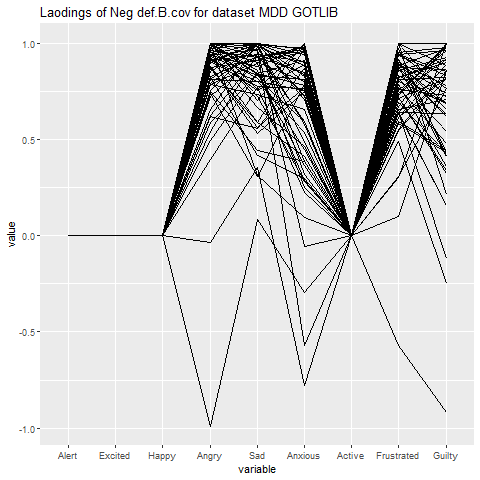 Laodings of Neg def.B.cov for dataset MDD GOTLIB
1.0
0.5
0.0
-0.5
-1.0
value
Alert Excited Happy Angry Sad Anxious Active Frustrated Guilty
variable